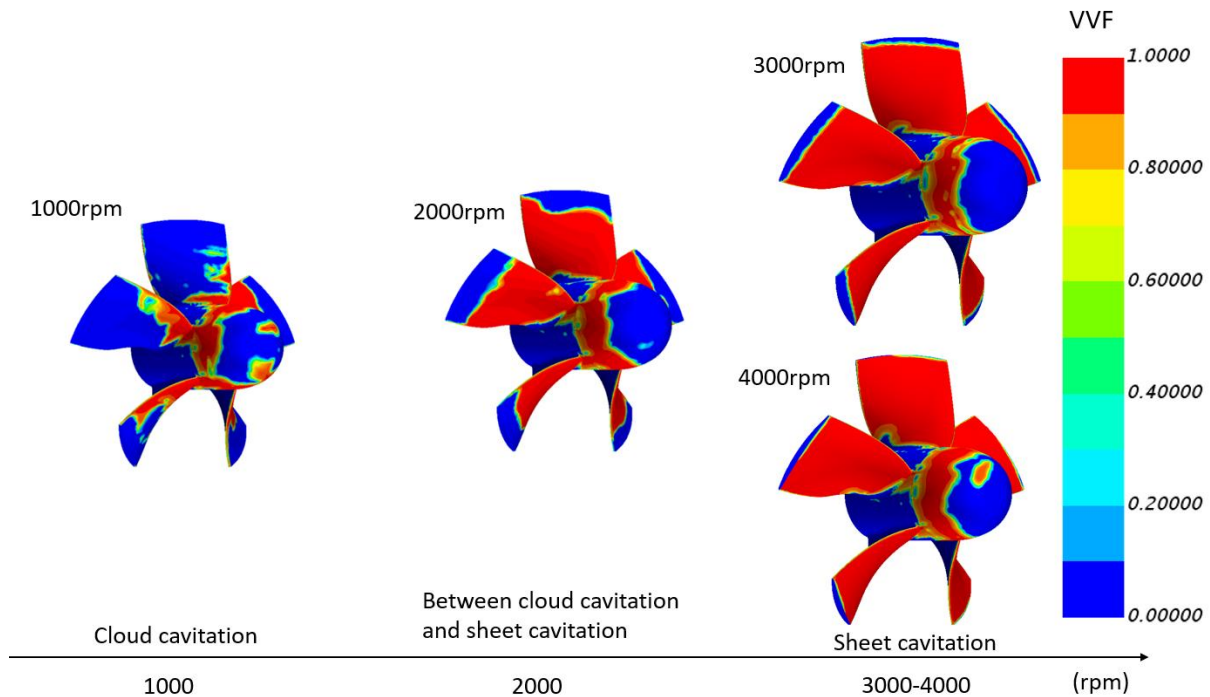 VVF
3000rpm
1.0000
1000rpm
2000rpm
0.80000
0.60000
4000rpm
0.40000
0.20000
0.00000
Cloud cavitation
Between cloud cavitation
and sheet cavitation
Sheet cavitation
1000
2000
3000-4000
(rpm)